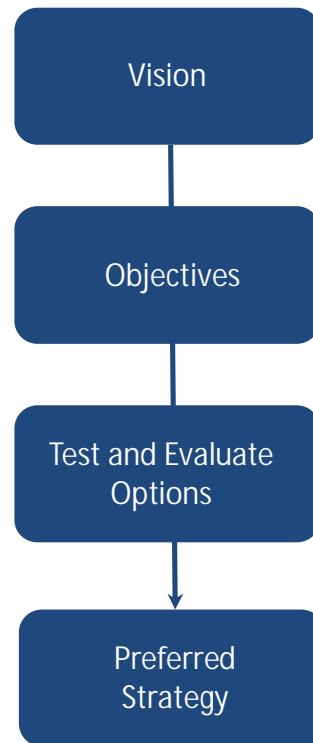 Vision
Objectives
Test and Evaluate
Options
Preferred
Strategy